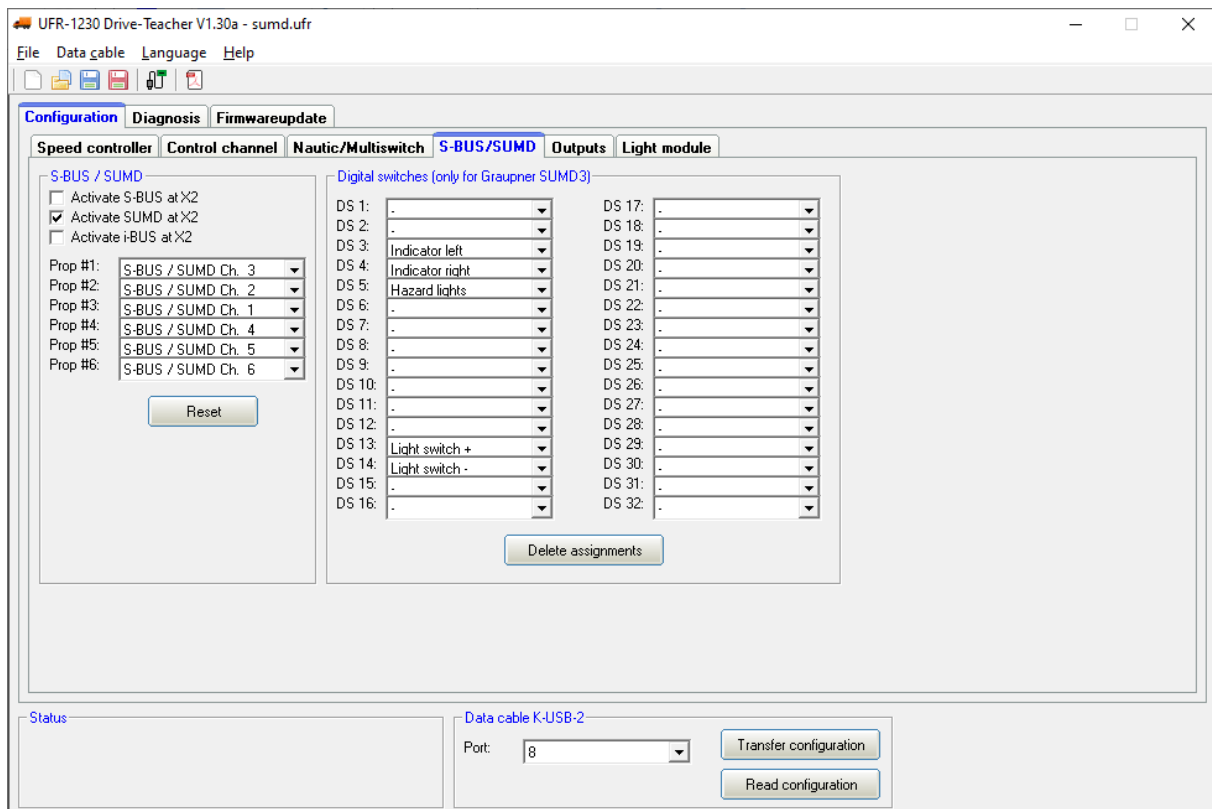 UFR-1230 Drive-Teacher V1.30a - sumd.ufr
File Data cable Language Help
Configuration Diagnosis Firmwareupdate
Speed controller Control channel Nautic/Multiswitch S-BUS/SUMD Outputs Light module
S-BUS / SUMD
Activate S-BUS at X2
Activate SUMD at X2
Activate i-BUS at X2
Prop #1: S-BUS / SUMD Ch. 3
Prop #2: S-BUS / SUMD Ch. 2
Prop #3: S-BUS / SUMD Ch. 1
Prop #4: S-BUS / SUMD Ch. 4
Prop #5: S-BUS / SUMD Ch. 5
Prop #6: S-BUS / SUMD Ch. 6
Reset
Digital switches (only for Graupner SUMD3)
DS 1: -
DS 2: -
DS 3: Indicator left
DS 4: Indicator right
DS 5: Hazard lights
DS 6: -
DS 7: -
DS 8: -
DS 9: -
DS 10: -
DS 11: -
DS 12: -
DS 13: Light switch +
DS 14: Light switch -
DS 15: -
DS 16: -
DS 17: -
DS 18: -
DS 19: -
DS 20: -
DS 21: -
DS 22: -
DS 23: -
DS 24: -
DS 25: -
DS 26: -
DS 27: -
DS 28: -
DS 29: -
DS 30: -
DS 31: -
DS 32: -
Delete assignments
Status
Data cable K-USB-2
Port: 8
Transfer configuration
Read configuration